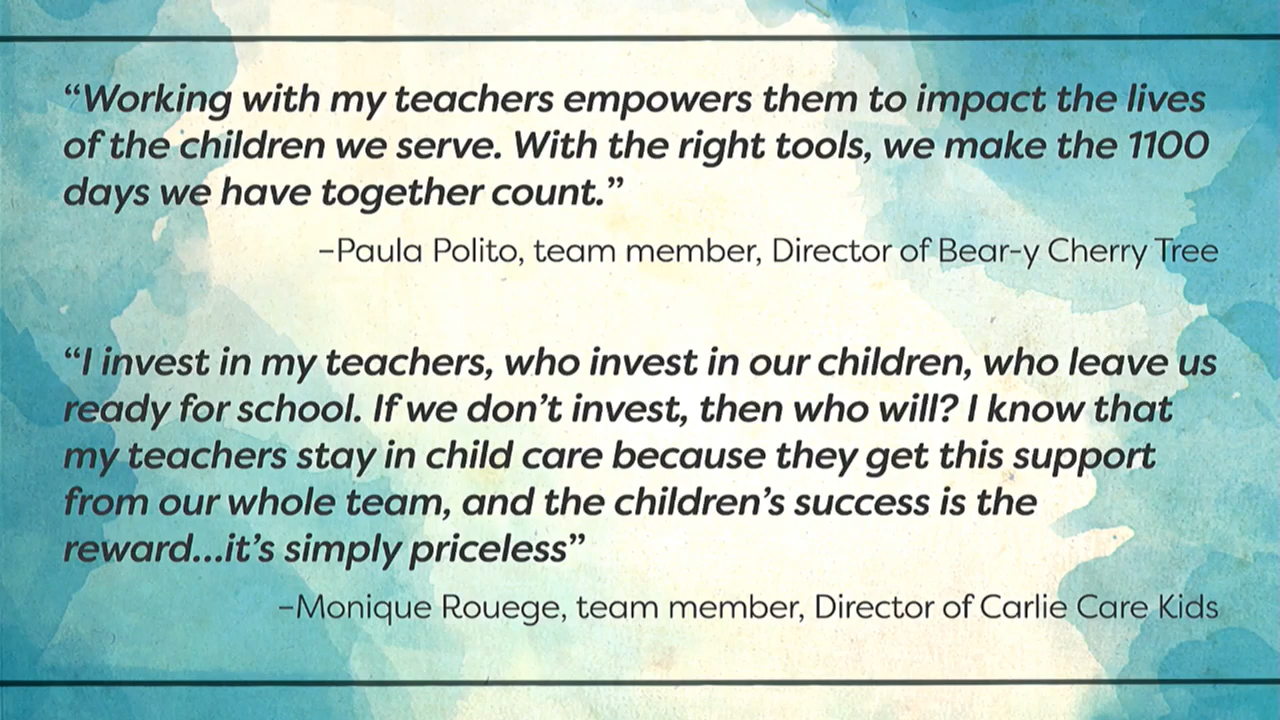 “Working with my teachers empowers them to impact the lives
of the children we serve. With the right tools, we make the 1100
days we have together count.”
–Paula Polito, team member, Director of Bear-y Cherry Tree
“I invest in my teachers, who invest in our children, who leave us
ready for school. If we don’t invest, then who will? I know that
my teachers stay in child care because they get this support
from our whole team, and the children’s success is the
reward...it’s simply priceless”
–Monique Rouege, team member, Director of Carlie Care Kids